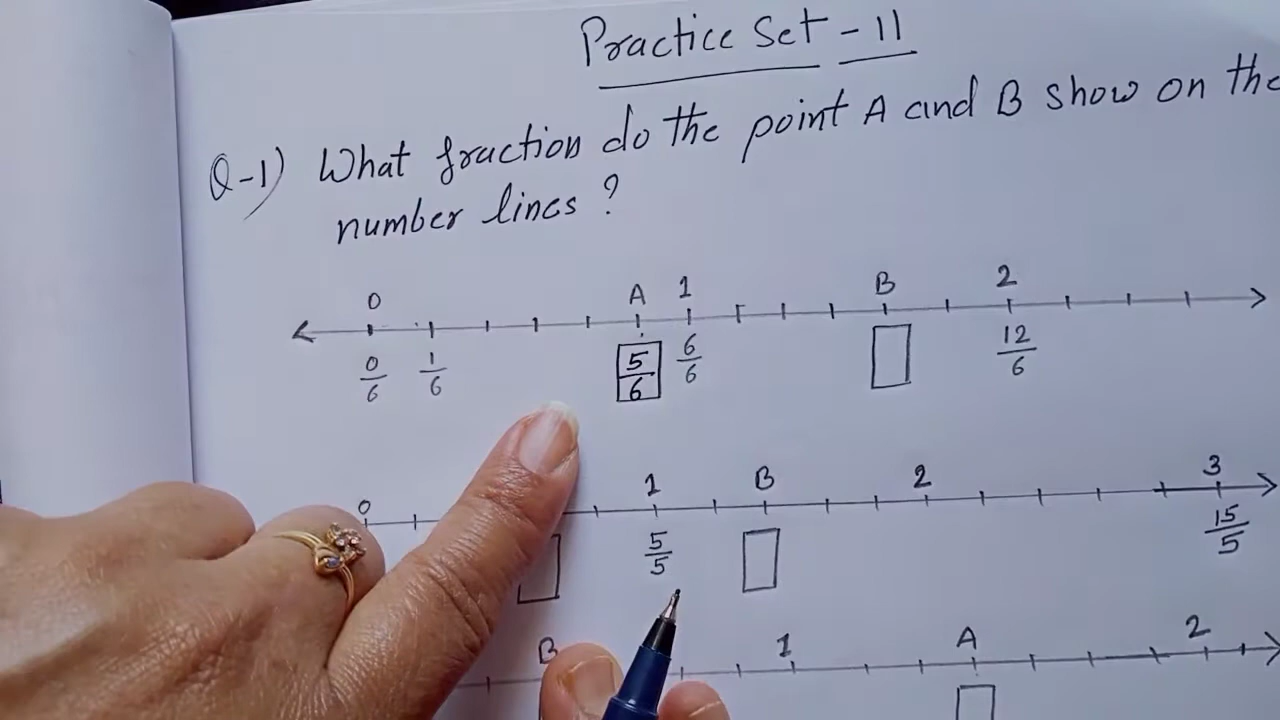 Practice Set - 11
Q-1) What fraction do the point A and B show on the
number lines ?
0 A 1 B 2
0/6 1/6 5/6 6/6 12/6
0 1 B 2 3
5/5 15/5
B 1 A 2